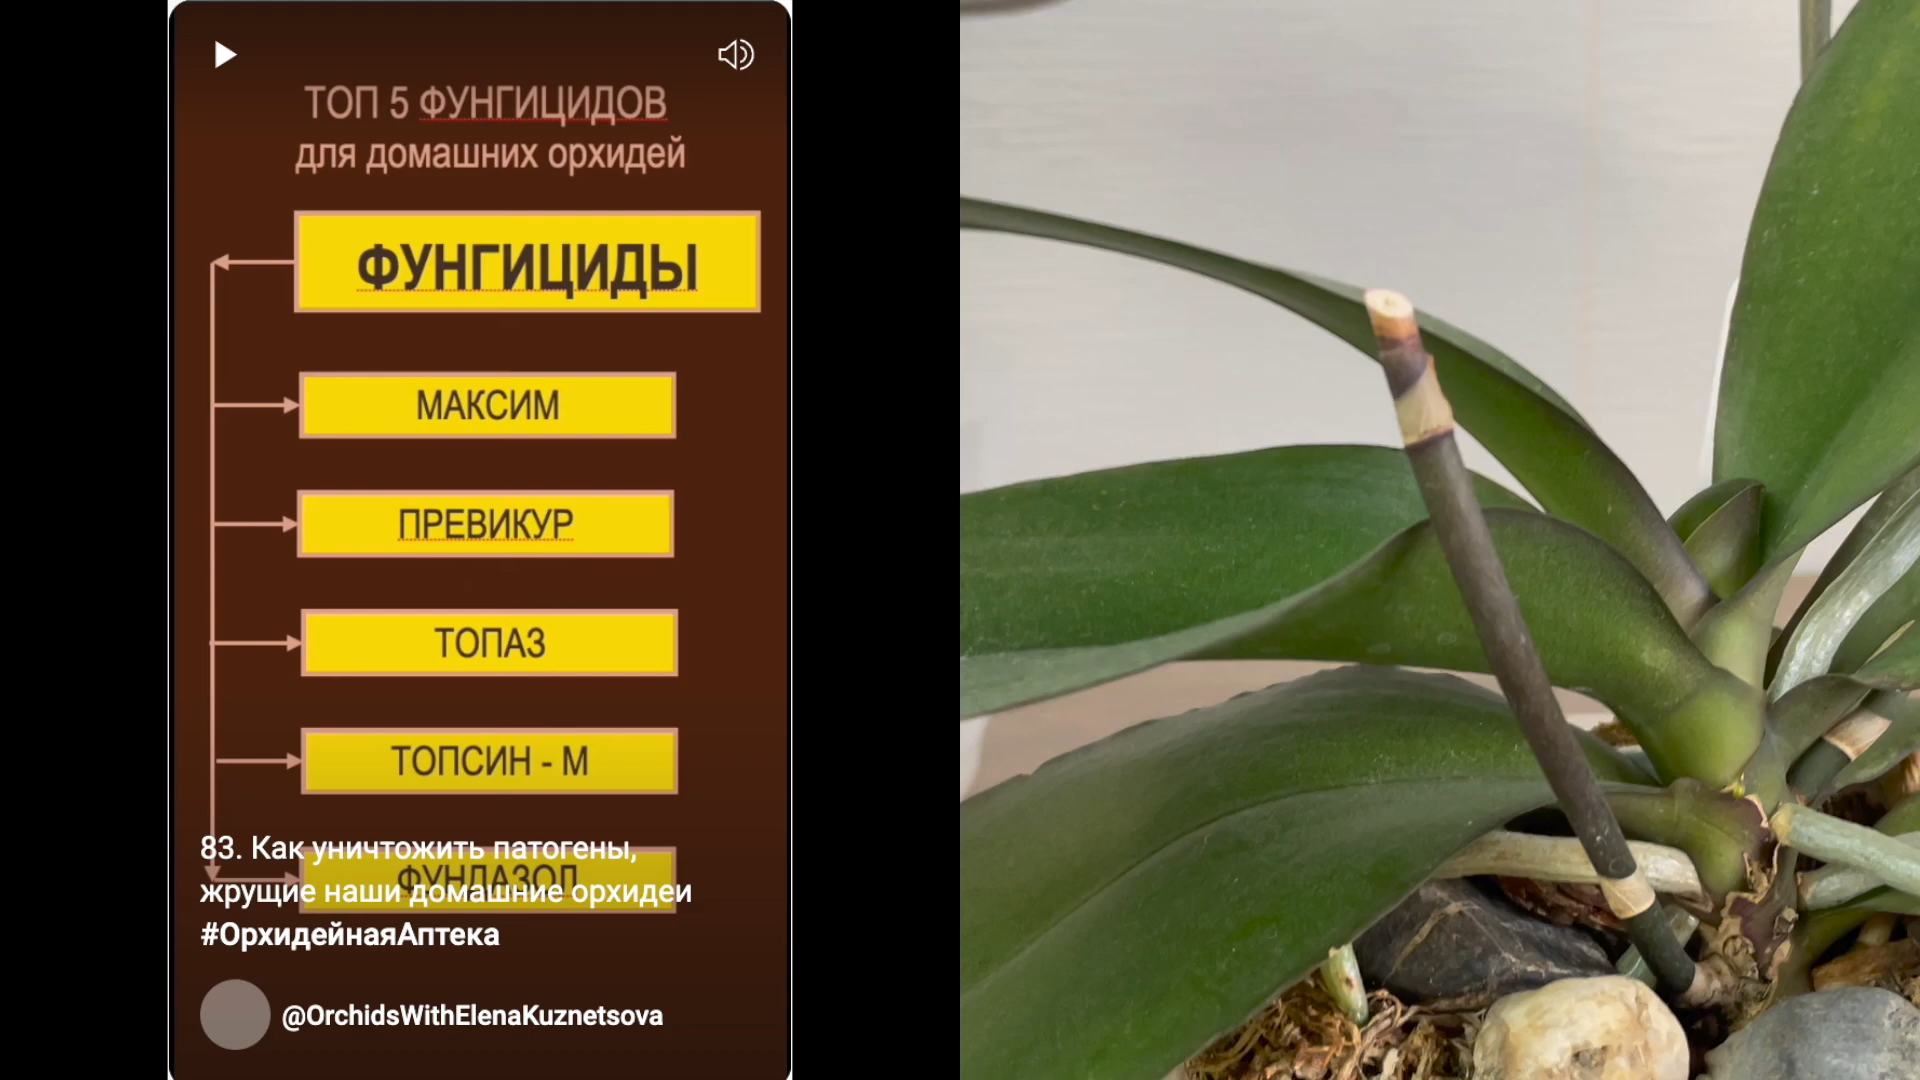 ТОП 5 ФУНГИЦИДОВ
для домашних орхидей
ФУНГИЦИДЫ
МАКСИМ
ПРЕВИКУР
ТОПАЗ
ТОПСИН - М
ФУНДАЗОЛ
83. Как уничтожить патогены,
жрущие наши домашние орхидеи
#ОрхидейнаяАптека
@OrchidsWithElenaKuznetsova